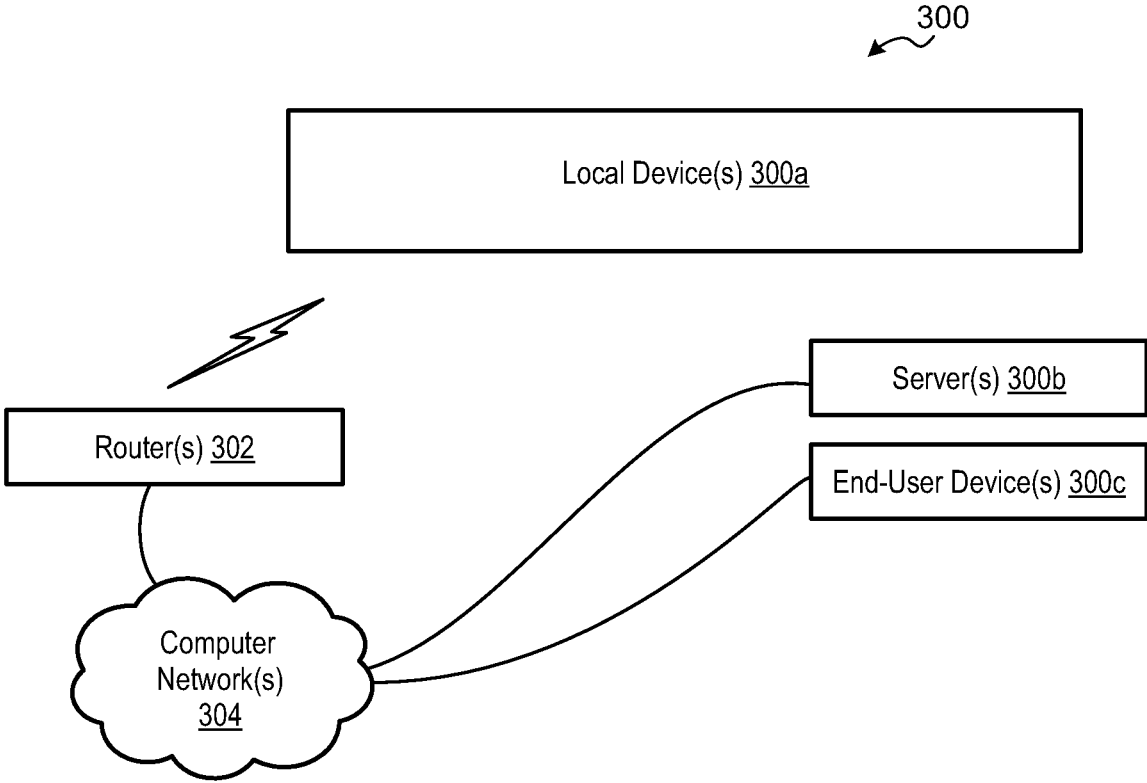 300
Local Device(s) 300a
Server(s) 300b
Router(s) 302
End-User Device(s) 300c
Computer
Network(s)
304